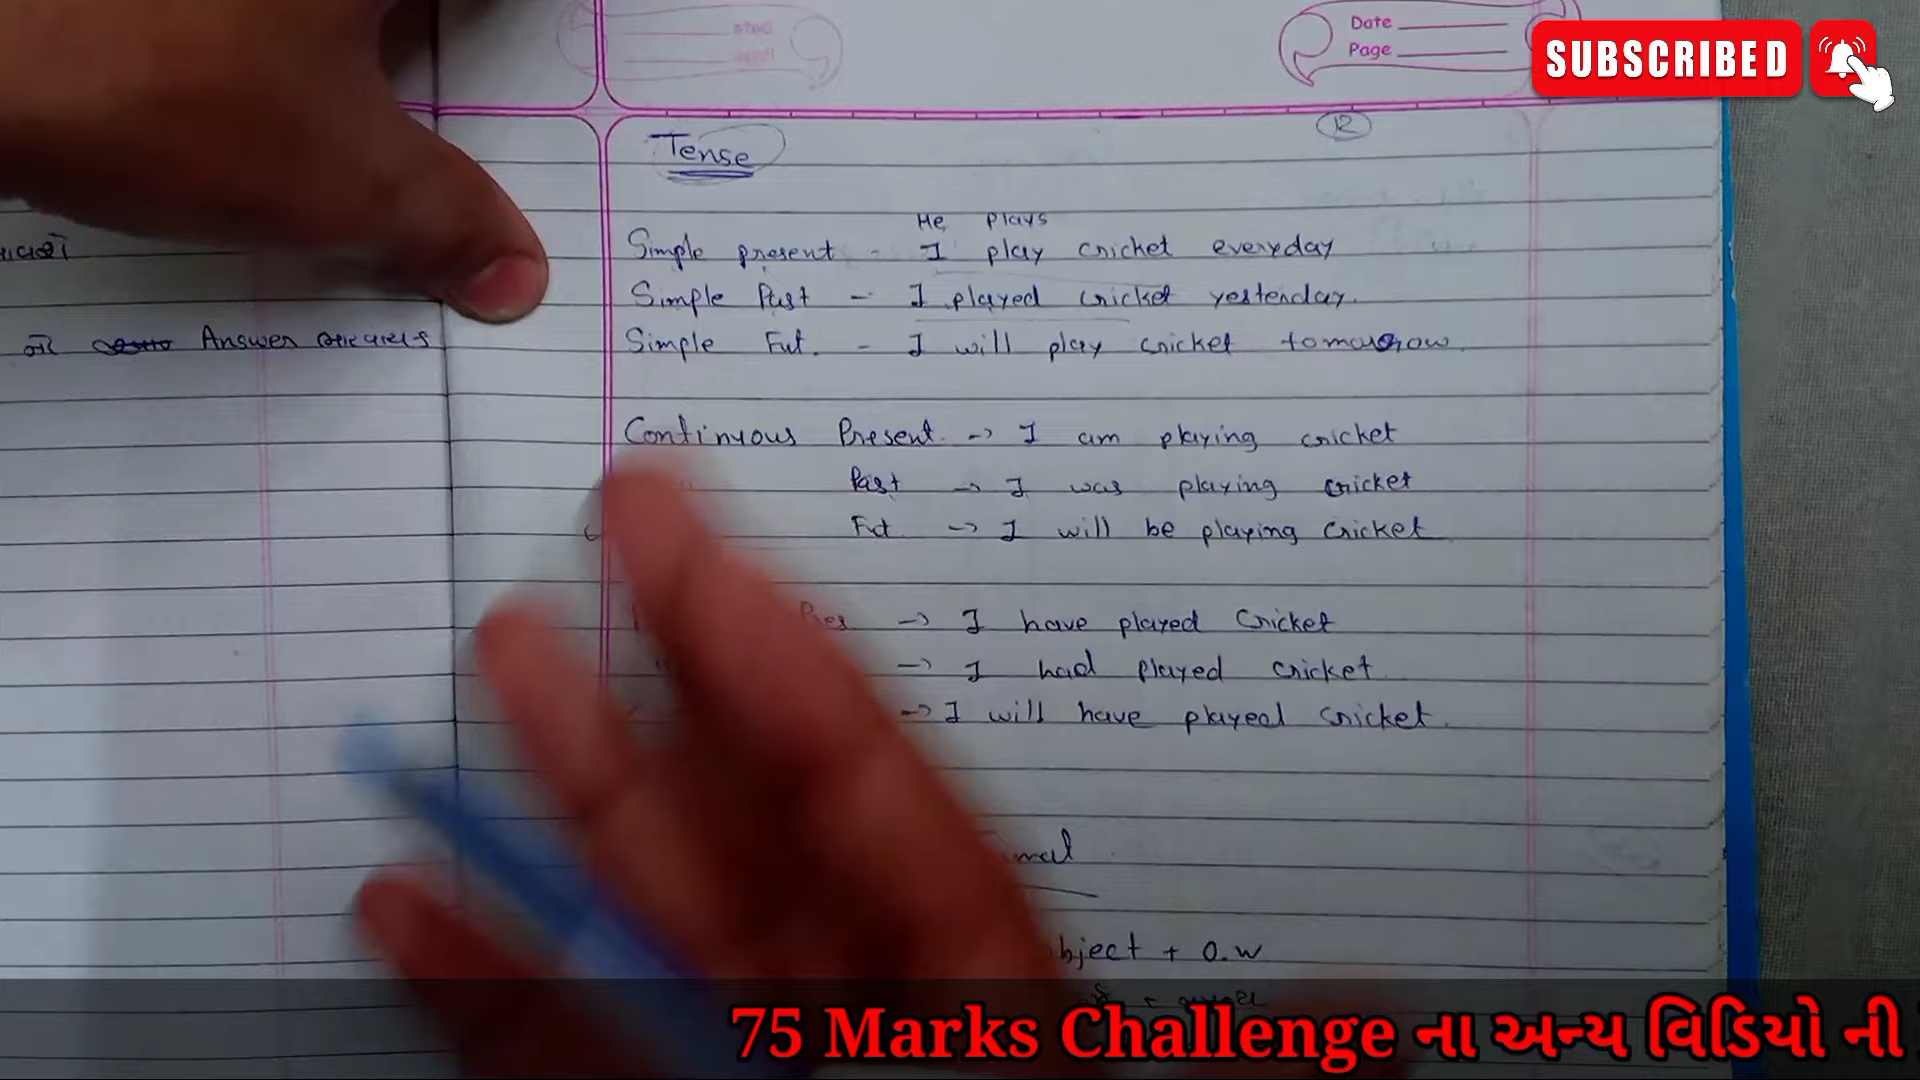 Date
Page
SUBSCRIBED
12
Tense
He plays
Simple present - I play cricket everyday
Simple Past - I played cricket yesterday.
Answer
Simple Fut. - I will play cricket tomorrow.
Continuous Present -> I am playing cricket
Past -> I was playing cricket
Fut. -> I will be playing cricket
Pres -> I have played Cricket
-> I had played cricket
-> I will have played cricket.
+ O.W
75 Marks Challenge ના અન્ય વિડિયો ની